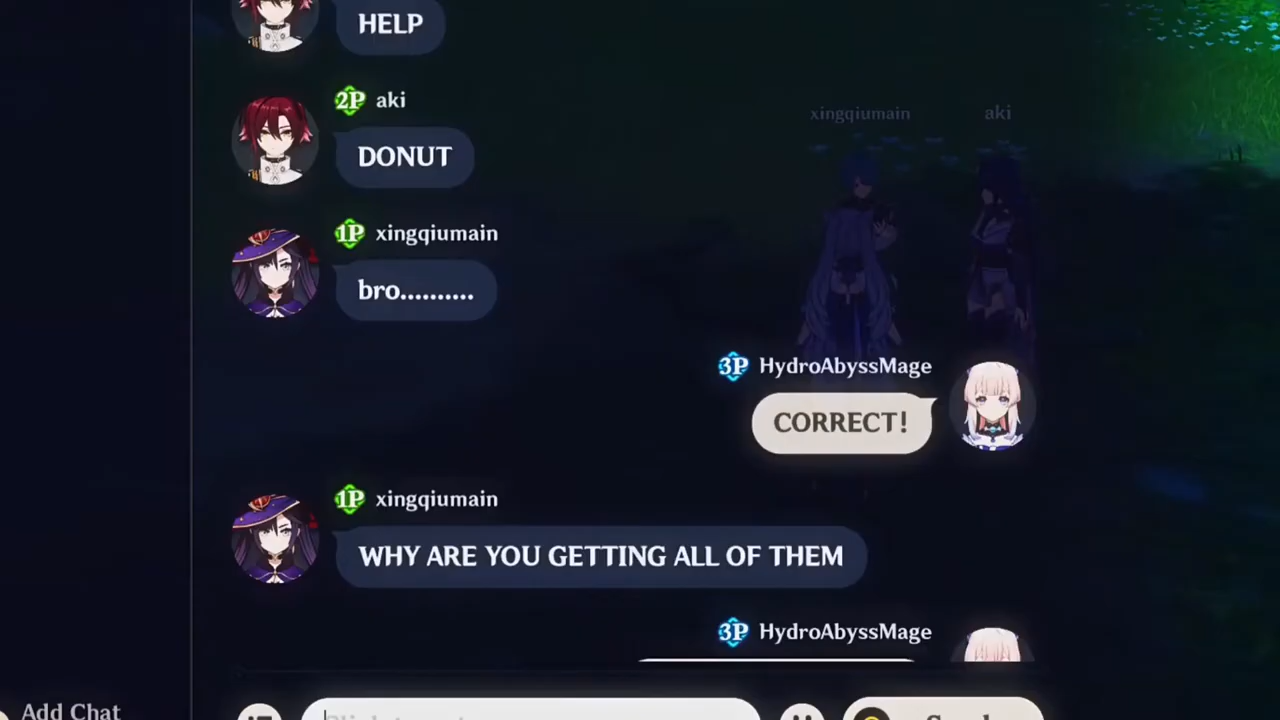 HELP
2P aki
DONUT
xingqiumain aki
1P xingqiumain
bro..........
3P HydroAbyssMage
CORRECT!
1P xingqiumain
WHY ARE YOU GETTING ALL OF THEM
3P HydroAbyssMage
Add Chat